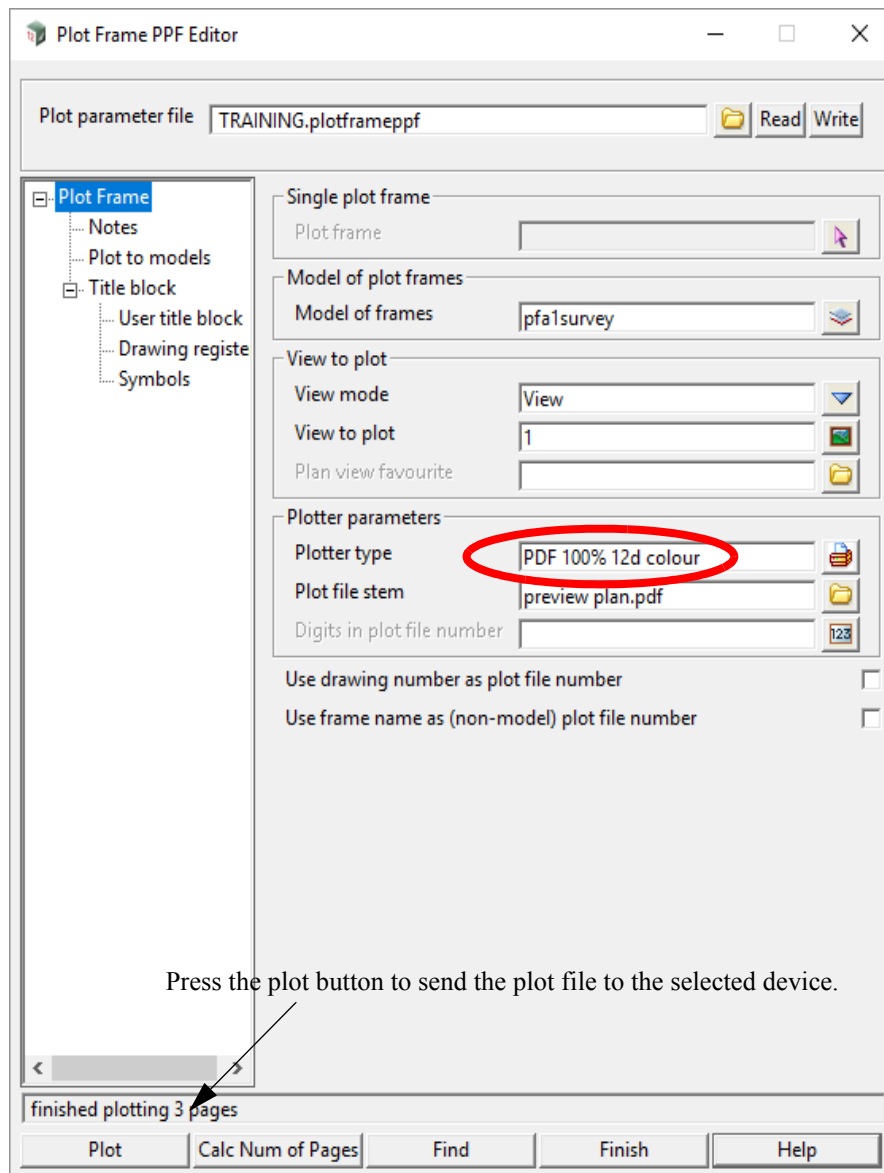 Plot Frame PPF Editor
Plot parameter file TRAINING.plotframeppf Read Write
Plot Frame
Notes
Plot to models
Title block
User title block
Drawing registe
Symbols
Single plot frame
Plot frame
Model of plot frames
Model of frames pfa1survey
View to plot
View mode View
View to plot 1
Plan view favourite
Plotter parameters
Plotter type PDF 100% 12d colour
Plot file stem preview plan.pdf
Digits in plot file number 123
Use drawing number as plot file number
Use frame name as (non-model) plot file number
Press the plot button to send the plot file to the selected device.
finished plotting 3 pages
Plot Calc Num of Pages Find Finish Help